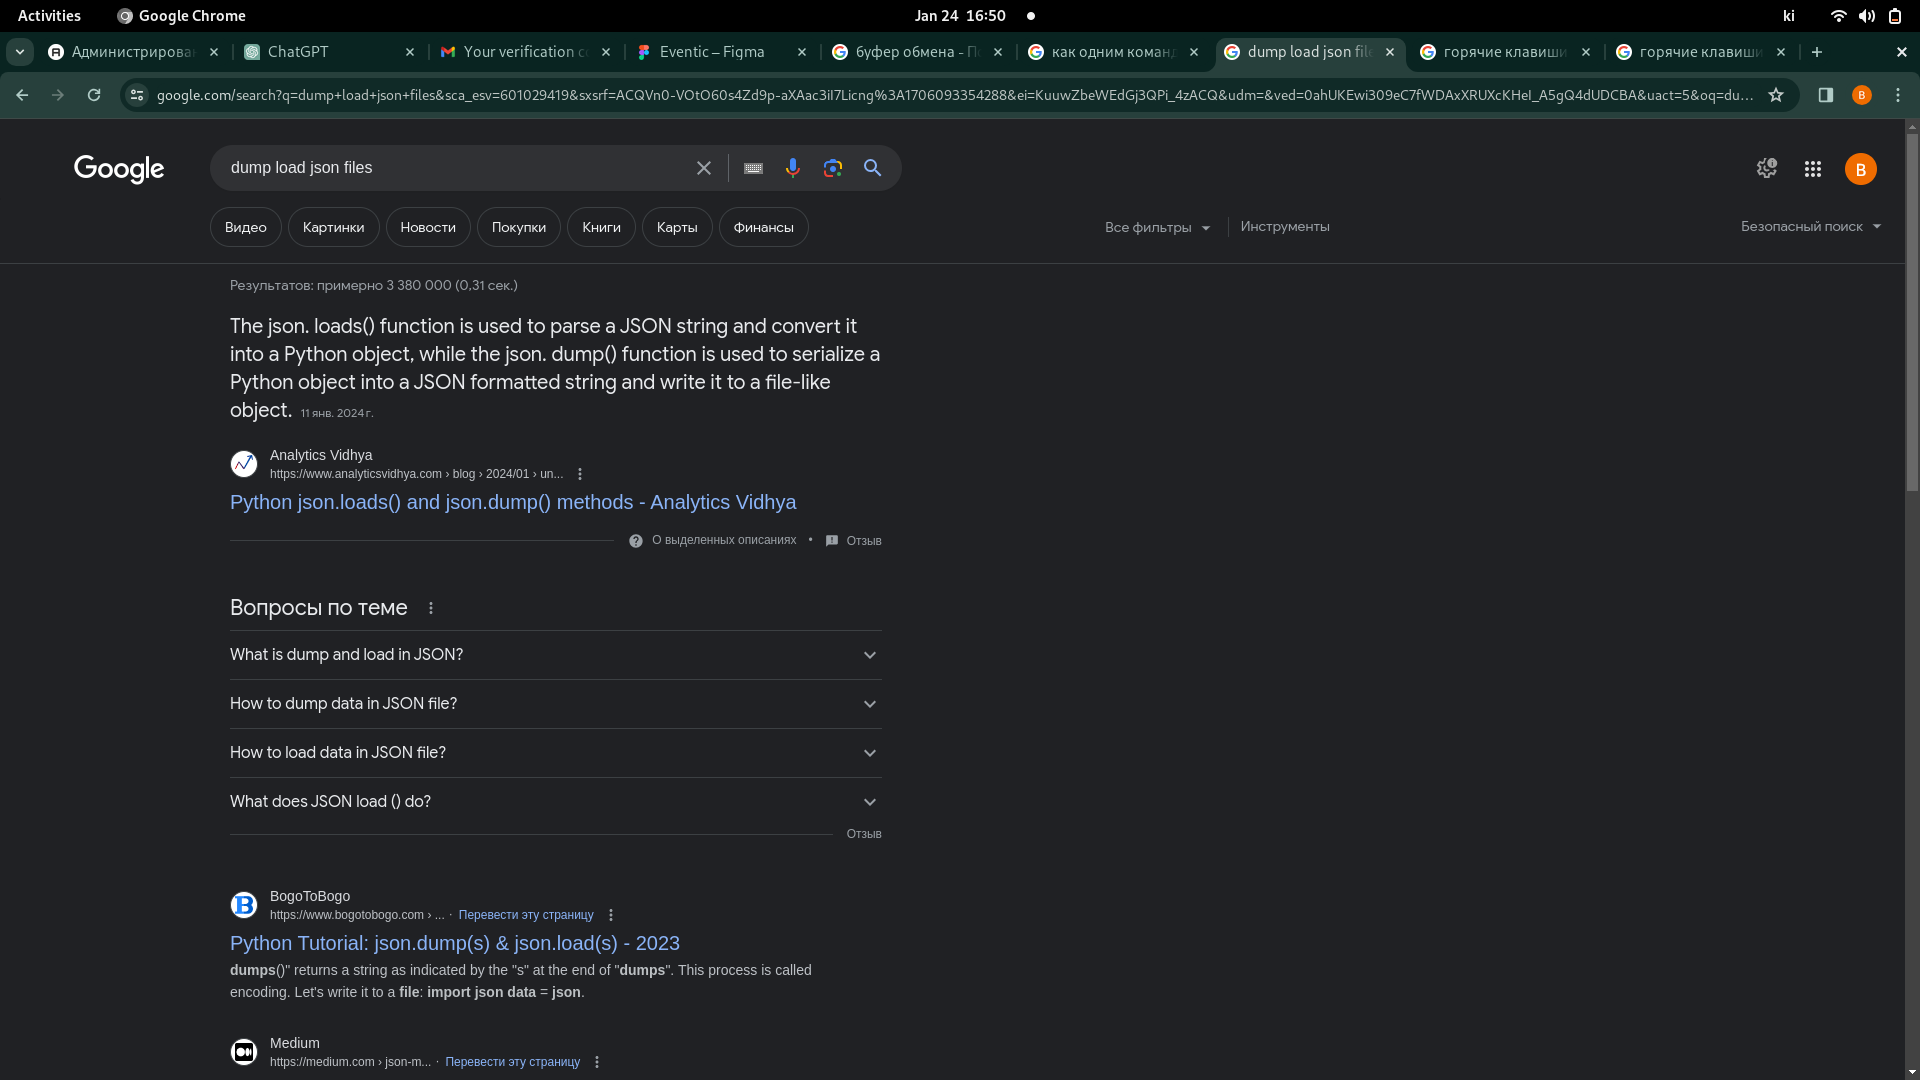 Activities
Google Chrome
Jan 24 16:50
ki
Администрирова
ChatGPT
Your verification co
Eventic – Figma
буфер обмена - По
как одним команд
dump load json file
горячие клавиши
горячие клавиши
google.com/search?q=dump+load+json+files&sca_esv=601029419&sxsrf=ACQVn0-VOtO60s4Zd9p-aXAac3iI7Licng%3A1706093354288&ei=KuuwZbeWEdGj3QPi_4zACQ&udm=&ved=0ahUKEwi309eC7fWDAxXRUXcKHeI_A5gQ4dUDCBA&uact=5&oq=du...
B
Google
dump load json files
B
Видео
Картинки
Новости
Покупки
Книги
Карты
Финансы
Все фильтры
Инструменты
Безопасный поиск
Результатов: примерно 3 380 000 (0,31 сек.)
The json. loads() function is used to parse a JSON string and convert it
into a Python object, while the json. dump() function is used to serialize a
Python object into a JSON formatted string and write it to a file-like
object. 11 янв. 2024 г.
Analytics Vidhya
https://www.analyticsvidhya.com › blog › 2024/01 › un...
Python json.loads() and json.dump() methods - Analytics Vidhya
О выделенных описаниях • Отзыв
Вопросы по теме
What is dump and load in JSON?
How to dump data in JSON file?
How to load data in JSON file?
What does JSON load () do?
Отзыв
BogoToBogo
https://www.bogotobogo.com › ... · Перевести эту страницу
Python Tutorial: json.dump(s) & json.load(s) - 2023
dumps()" returns a string as indicated by the "s" at the end of "dumps". This process is called
encoding. Let's write it to a file: import json data = json.
Medium
https://medium.com › json-m... · Перевести эту страницу